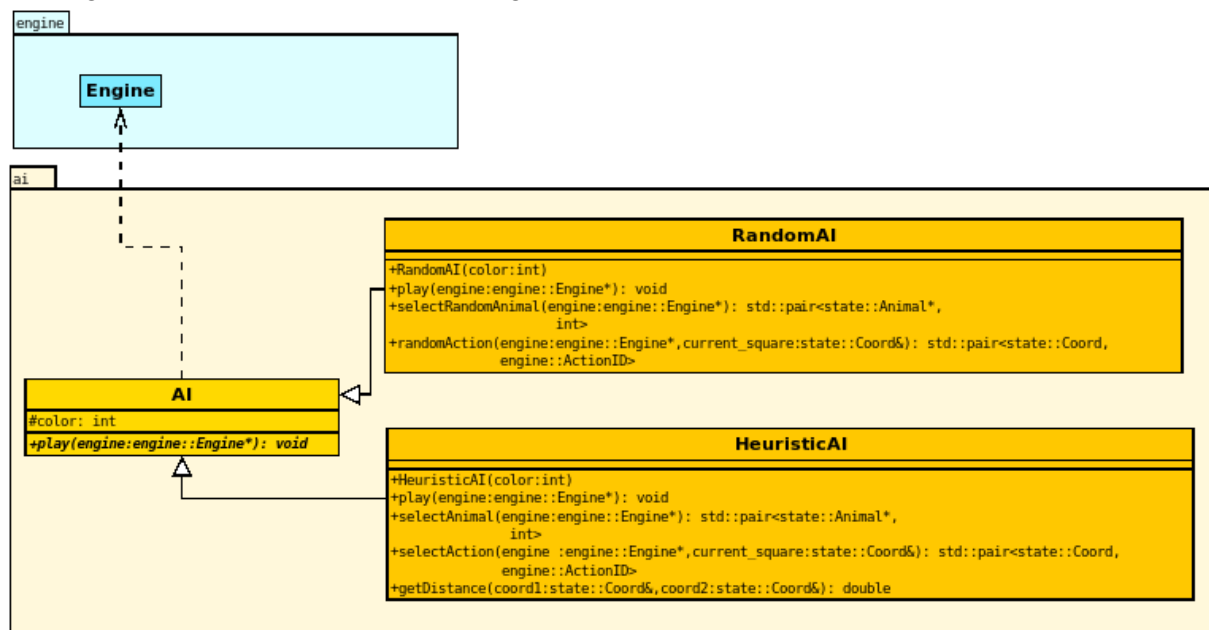 engine
Engine
ai
RandomAI
+RandomAI(color:int)
+play(engine:engine::Engine*): void
+selectRandomAnimal(engine:engine::Engine*): std::pair<state::Animal*,
int>
+randomAction(engine:engine::Engine*,current_square:state::Coord&): std::pair<state::Coord,
engine::ActionID>
AI
#color: int
+play(engine:engine::Engine*): void
HeuristicAI
+HeuristicAI(color:int)
+play(engine:engine::Engine*): void
+selectAnimal(engine:engine::Engine*): std::pair<state::Animal*,
int>
+selectAction(engine :engine::Engine*,current_square:state::Coord&): std::pair<state::Coord,
engine::ActionID>
+getDistance(coord1:state::Coord&,coord2:state::Coord&): double